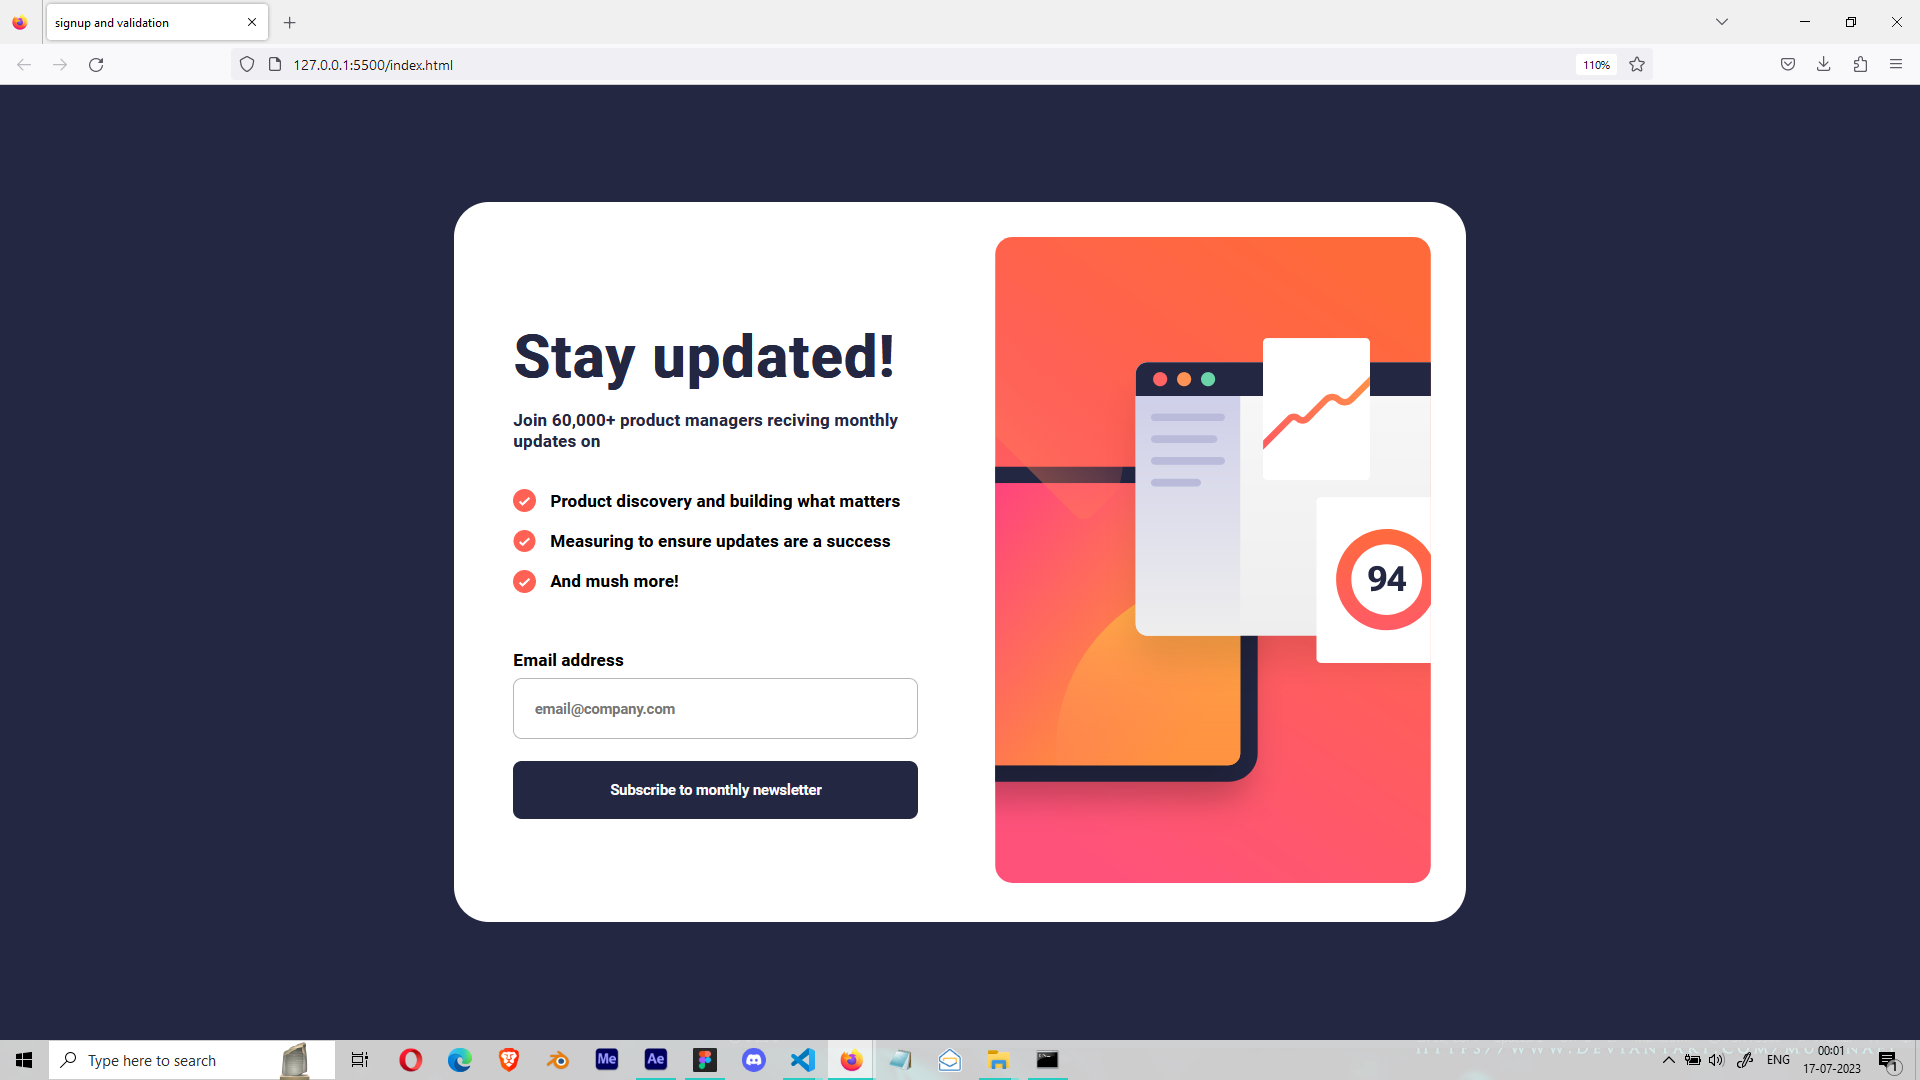 signup and validation
127.0.0.1:5500/index.html
110%
Stay updated!
Join 60,000+ product managers reciving monthly
updates on
Product discovery and building what matters
Measuring to ensure updates are a success
And mush more!
94
Email address
email@company.com
Subscribe to monthly newsletter
Type here to search
Me
Ae
ENG
00:01
17-07-2023
1